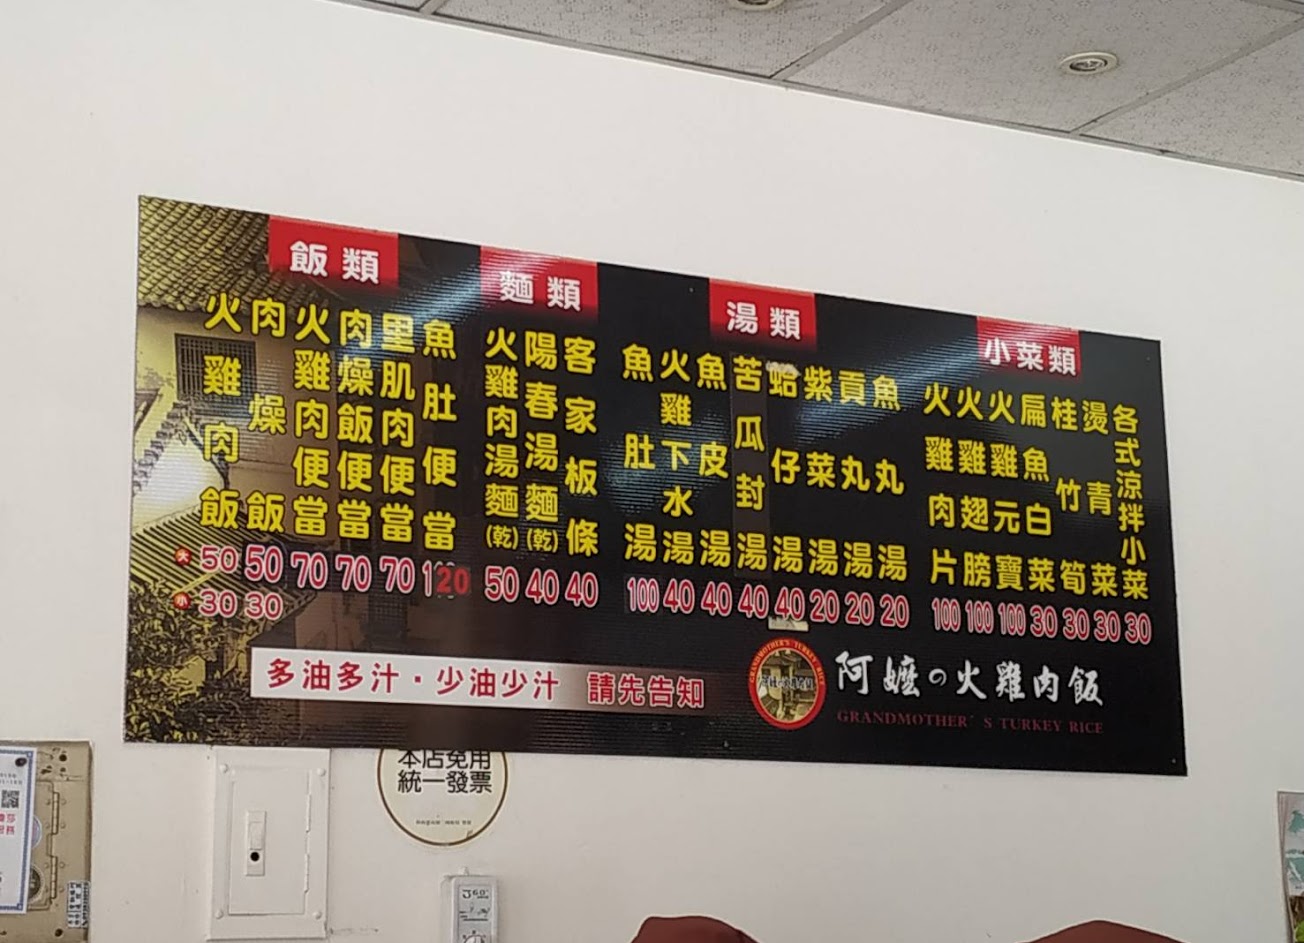 飯類
火雞肉飯 大50 小30
肉燥飯 50 30
火雞肉便當 70
肉燥飯便當 70
里肌肉便當 70
魚肚便當 120
麵類
火雞肉湯麵(乾) 50
陽春湯麵(乾) 40
客家板條 40
湯類
魚肚湯 100
火雞下水湯 40
魚皮湯 40
苦瓜封湯 40
蛤仔湯 40
紫菜湯 20
貢丸湯 20
魚丸湯 20
小菜類
火雞肉片 100
火雞翅膀 100
火雞元寶 100
扁魚白菜 30
桂竹筍 30
燙青菜 30
各式涼拌小菜 30
多油多汁・少油少汁 請先告知
GRANDMOTHER'S TURKEY RICE
阿嬤の火雞肉飯
GRANDMOTHER'S TURKEY RICE
本店免用
統一發票
360°